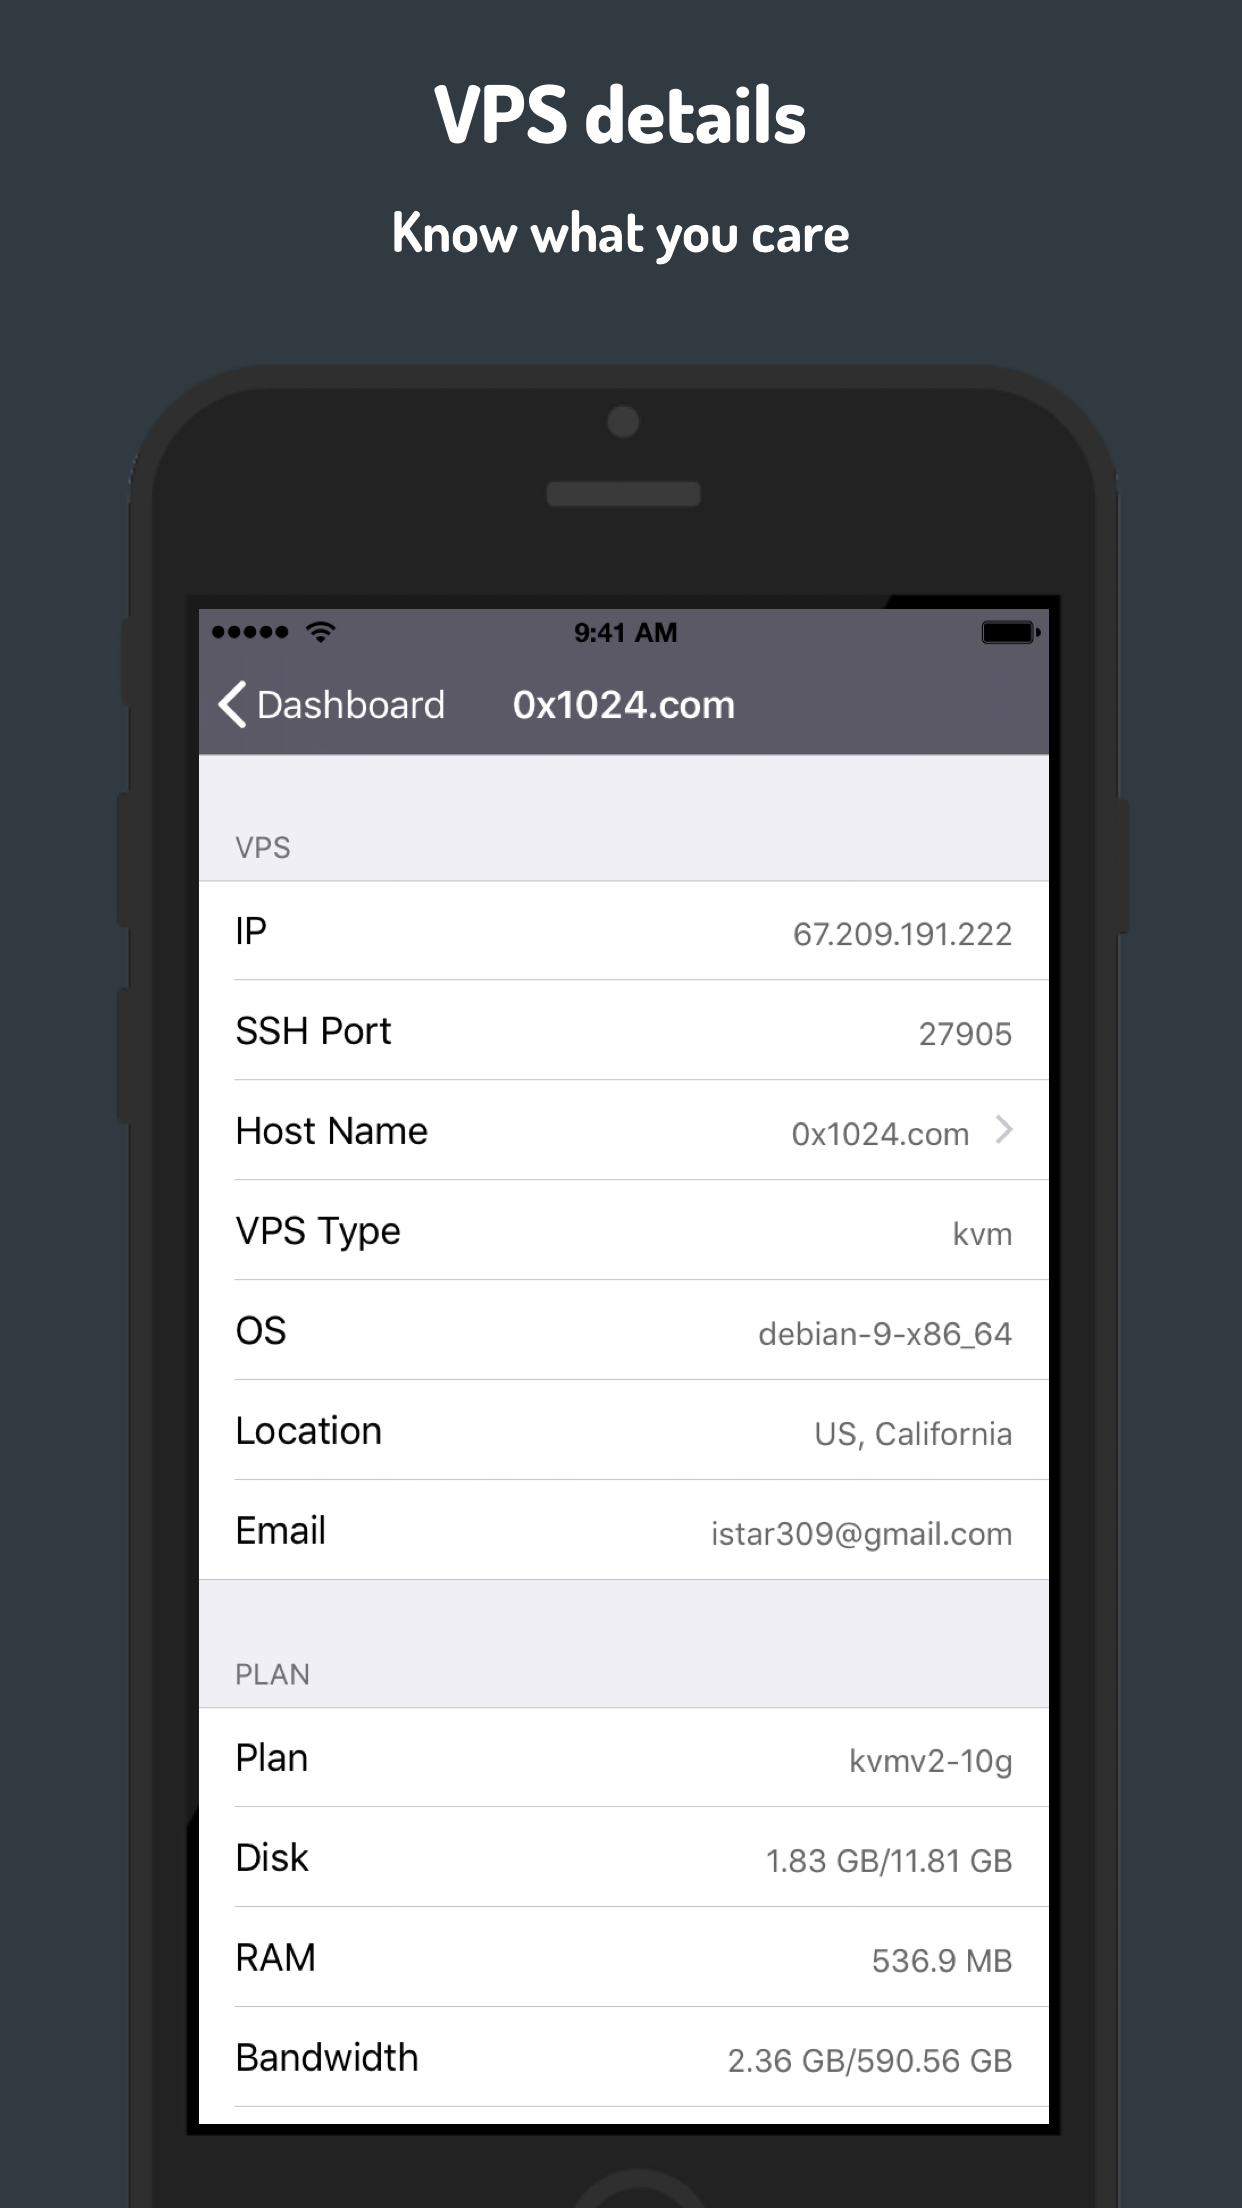 VPS details
Know what you care
9:41 AM
Dashboard 0x1024.com
VPS
IP 67.209.191.222
SSH Port 27905
Host Name 0x1024.com
VPS Type kvm
OS debian-9-x86_64
Location US, California
Email istar309@gmail.com
PLAN
Plan kvmv2-10g
Disk 1.83 GB/11.81 GB
RAM 536.9 MB
Bandwidth 2.36 GB/590.56 GB